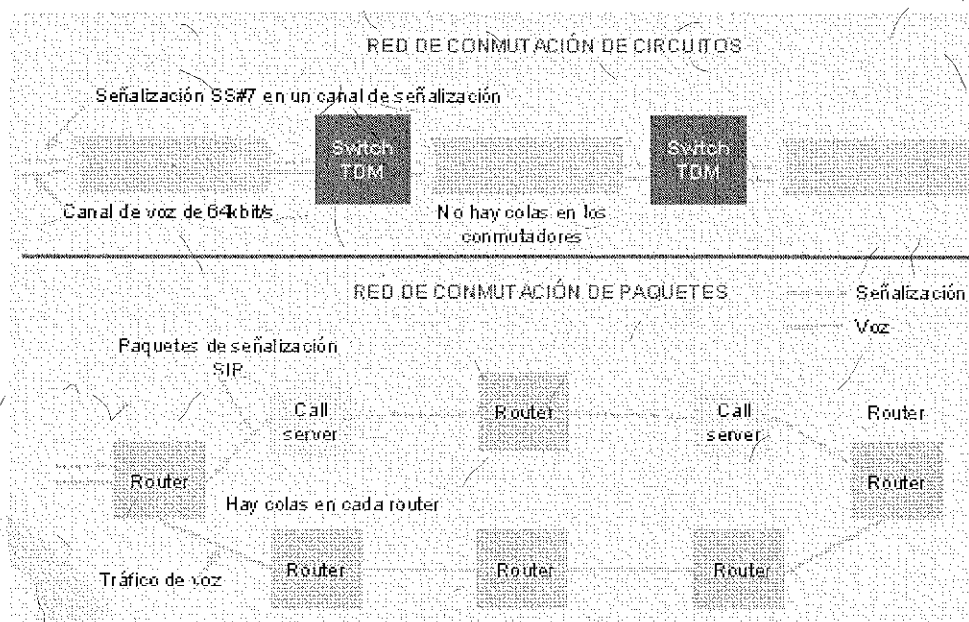 RED DE CONMUTACIÓN DE CIRCUITOS
Señalización SS#7 en un canal de señalización
Switch
TDM
Switch
TDM
Canal de voz de 64kbit/s
No hay colas en los
conmutadores
RED DE CONMUTACIÓN DE PAQUETES
Señalización
Voz
Paquetes de señalización
SIP
Call
server
Router
Call
server
Router
Router
Router
Hay colas en cada router
Tráfico de voz
Router
Router
Router